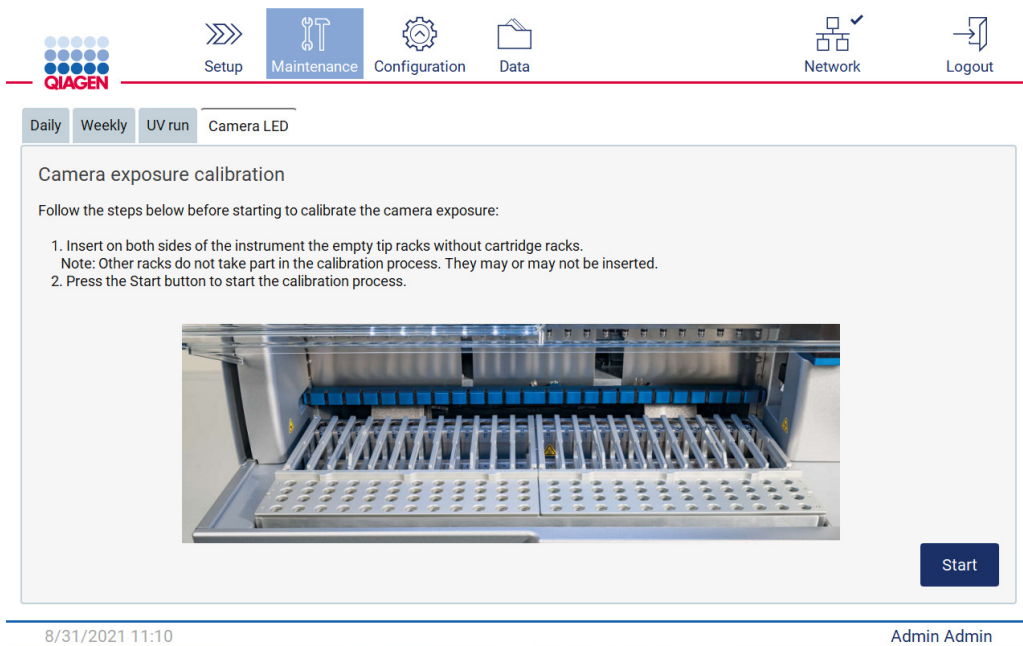 QIAGEN
Setup
Maintenance
Configuration
Data
Network
Logout
Daily
Weekly
UV run
Camera LED
Camera exposure calibration
Follow the steps below before starting to calibrate the camera exposure:
1. Insert on both sides of the instrument the empty tip racks without cartridge racks.
Note: Other racks do not take part in the calibration process. They may or may not be inserted.
2. Press the Start button to start the calibration process.
Start
8/31/2021 11:10
Admin Admin